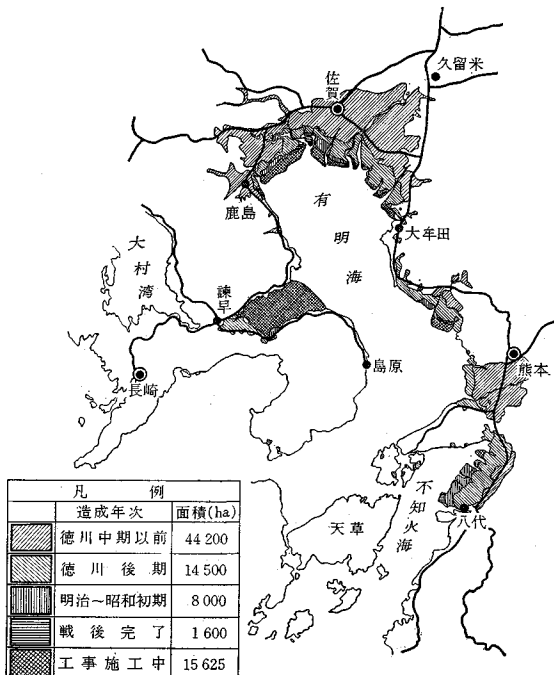 久留米
佐賀
鹿島
有明海
大牟田
大村湾
諫早
長崎
島原
熊本
不知火海
天草
八代
凡例
造成年次 面積(ha)
徳川中期以前 44 200
徳川後期 14 500
明治~昭和初期 8 000
戦後完了 1 600
工事施工中 15 625